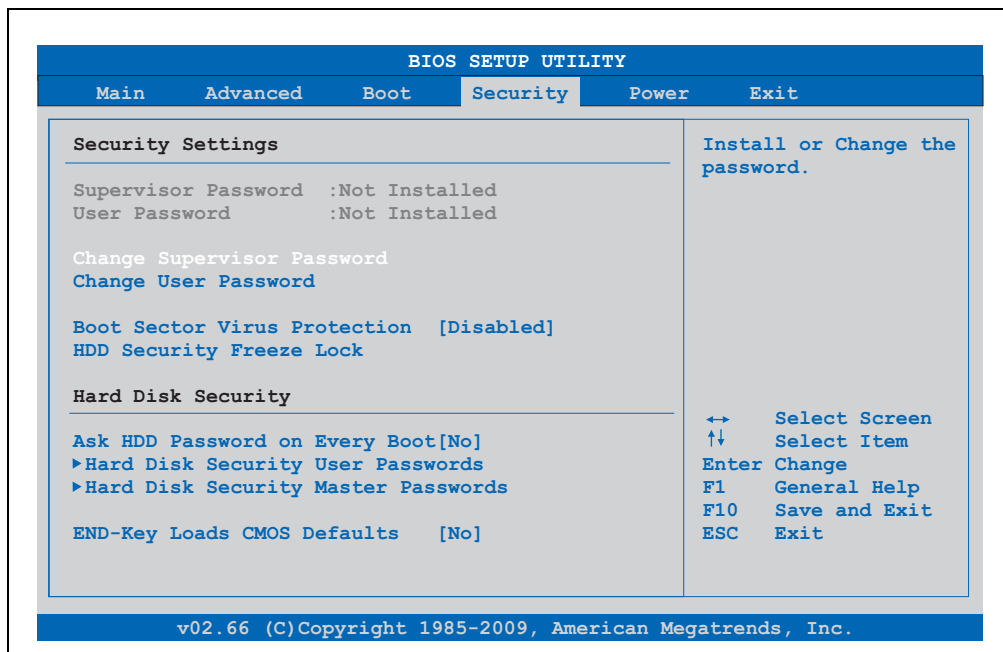 BIOS SETUP UTILITY
Main Advanced Boot Security Power Exit
Security Settings
Supervisor Password :Not Installed
User Password :Not Installed
Change Supervisor Password
Change User Password
Boot Sector Virus Protection [Disabled]
HDD Security Freeze Lock
Hard Disk Security
Ask HDD Password on Every Boot[No]
▶Hard Disk Security User Passwords
▶Hard Disk Security Master Passwords
END-Key Loads CMOS Defaults [No]
Install or Change the
password.
↔ Select Screen
↑↓ Select Item
Enter Change
F1 General Help
F10 Save and Exit
ESC Exit
v02.66 (C)Copyright 1985-2009, American Megatrends, Inc.